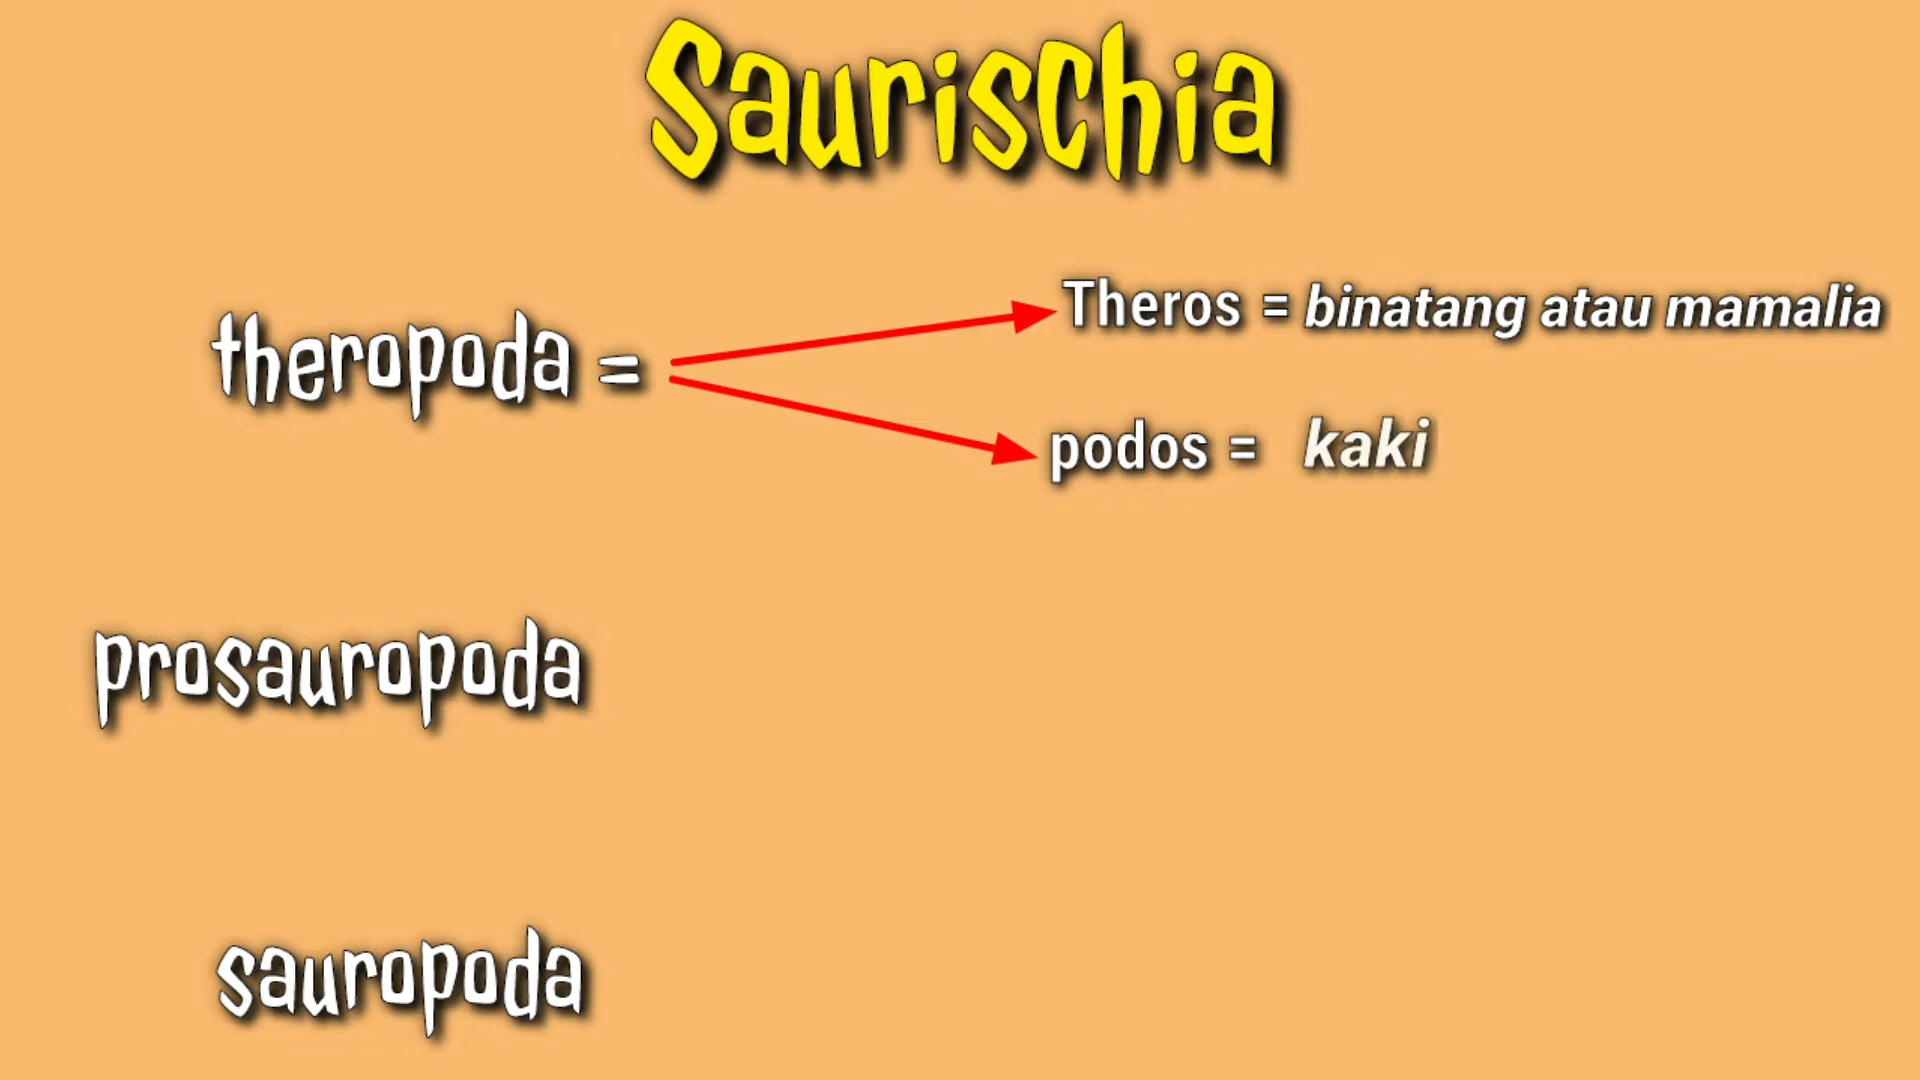 Saurischia
theropoda =
Theros = binatang atau mamalia
podos = kaki
prosauropoda
sauropoda